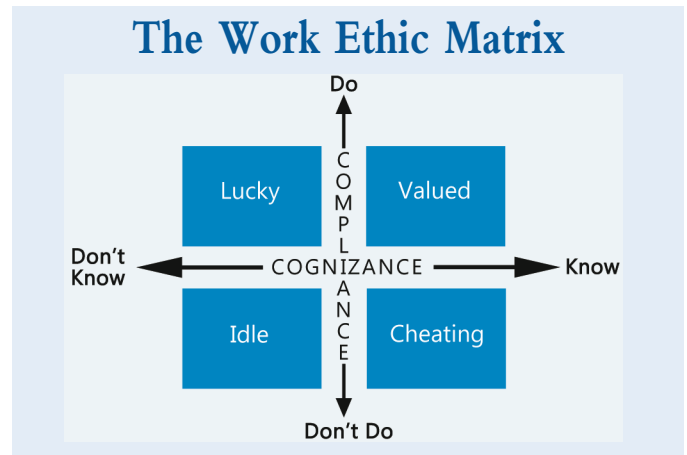 The Work Ethic Matrix
Do
Lucky
Valued
COMPLIANCE
Don't
Know
COGNIZANCE
Know
Idle
Cheating
Don't Do